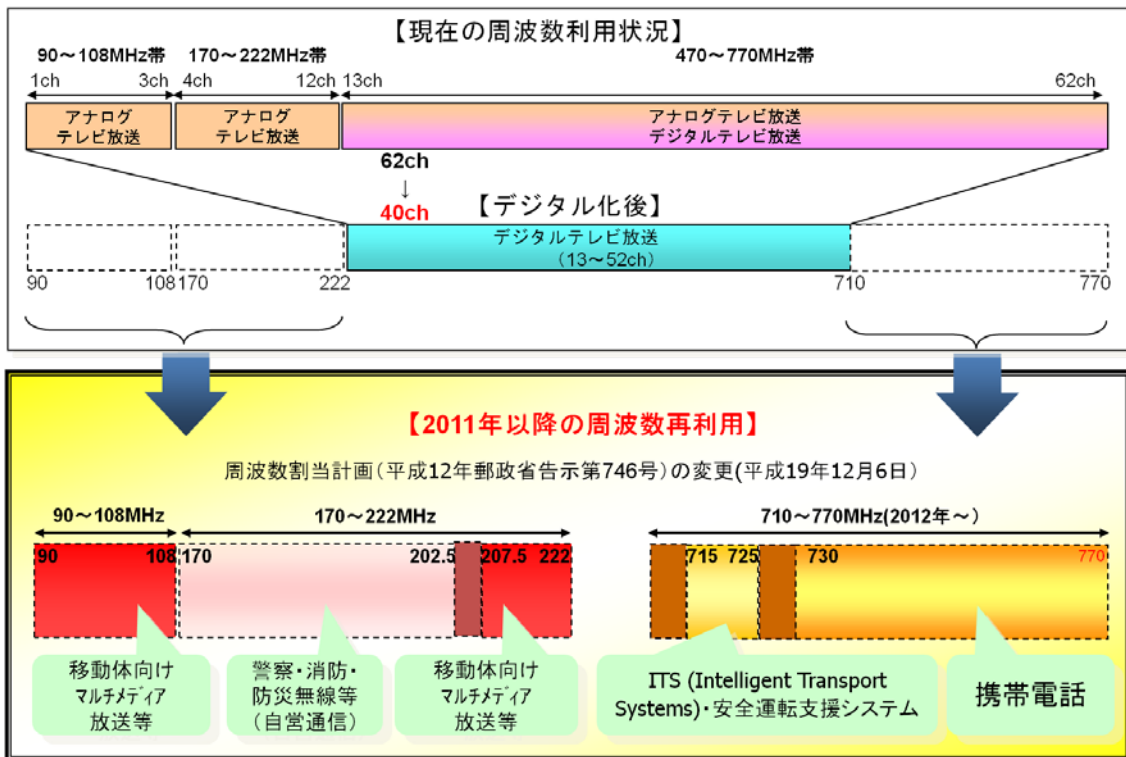 【現在の周波数利用状況】
90～108MHz帯 170～222MHz帯 470～770MHz帯
1ch 3ch 4ch 12ch 13ch 62ch
アナログ
テレビ放送
アナログ
テレビ放送
アナログテレビ放送
デジタルテレビ放送
62ch
↓
40ch
【デジタル化後】
デジタルテレビ放送
（13～52ch）
90 108 170 222 710 770
【2011年以降の周波数再利用】
周波数割当計画（平成12年郵政省告示第746号）の変更(平成19年12月6日）
90～108MHz 170～222MHz 710～770MHz(2012年～）
90 108 170 202.5 207.5 222 715 725 730 770
移動体向け
マルチメディア
放送等
警察・消防・
防災無線等
（自営通信）
移動体向け
マルチメディア
放送等
ITS (Intelligent Transport
Systems)・安全運転支援システム
携帯電話